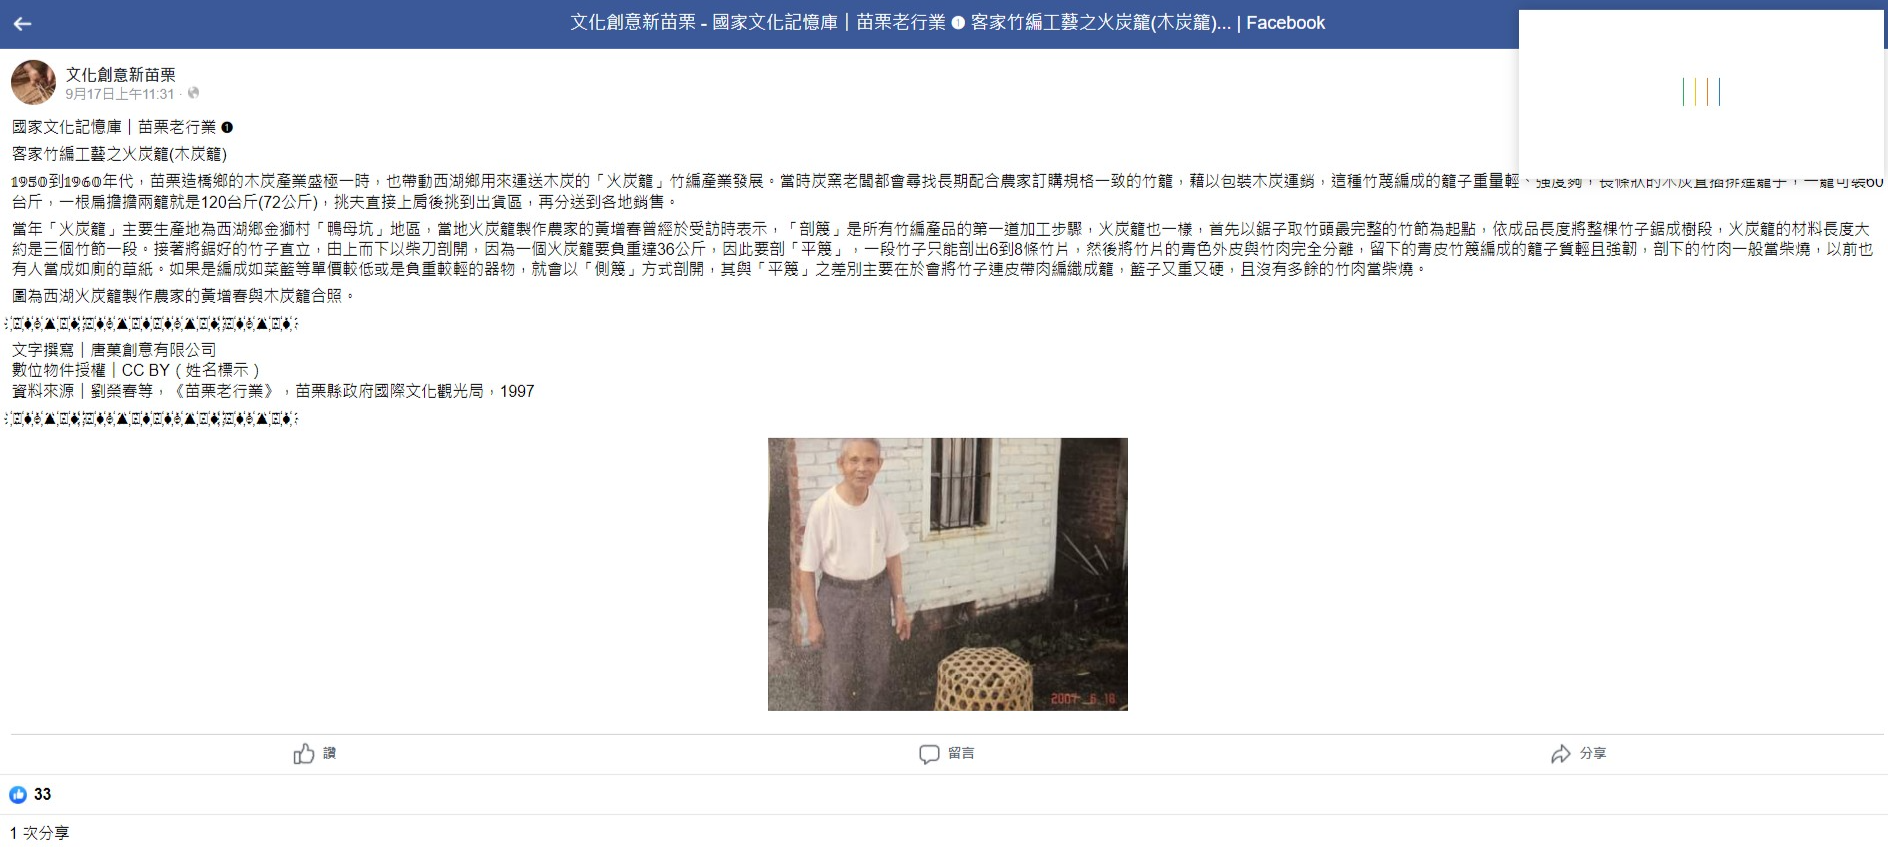 文化創意新苗栗 - 國家文化記憶庫｜苗栗老行業 ❶ 客家竹編工藝之火炭籠(木炭籠)... | Facebook
文化創意新苗栗
9月17日上午11:31 ·
國家文化記憶庫｜苗栗老行業 ❶
客家竹編工藝之火炭籠(木炭籠)
1950到1960年代，苗栗造橋鄉的木炭產業盛極一時，也帶動西湖鄉用來運送木炭的「火炭籠」竹編產業發展。當時炭窯老闆都會尋找長期配合農家訂購規格一致的竹籠，藉以包裝木炭運銷，這種竹篾編成的籠子重量輕、強度夠，長條狀的木炭直插排進籠子，一籠可裝60
台斤，一根扁擔擔兩籠就是120台斤(72公斤)，挑夫直接上肩後挑到出貨區，再分送到各地銷售。
當年「火炭籠」主要生產地為西湖鄉金獅村「鴨母坑」地區，當地火炭籠製作農家的黃增春曾經於受訪時表示，「剖篾」是所有竹編產品的第一道加工步驟，火炭籠也一樣，首先以鋸子取竹頭最完整的竹節為起點，依成品長度將整棵竹子鋸成樹段，火炭籠的材料長度大
約是三個竹節一段。接著將鋸好的竹子直立，由上而下以柴刀剖開，因為一個火炭籠要負重達36公斤，因此要剖「平篾」，一段竹子只能剖出6到8條竹片，然後將竹片的青色外皮與竹肉完全分離，留下的青皮竹篾編成的籠子質輕且強韌，剖下的竹肉一般當柴燒，以前也
有人當成如廁的草紙。如果是編成如菜籃等單價較低或是負重較輕的器物，就會以「側篾」方式剖開，其與「平篾」之差別主要在於會將竹子連皮帶肉編織成籠，籃子又重又硬，且沒有多餘的竹肉當柴燒。
圖為西湖火炭籠製作農家的黃增春與木炭籠合照。
文字撰寫｜唐菓創意有限公司
數位物件授權｜CC BY ( 姓名標示 )
資料來源｜劉榮春等，《苗栗老行業》，苗栗縣政府國際文化觀光局，1997
2007 6 18
讚
留言
分享
33
1 次分享